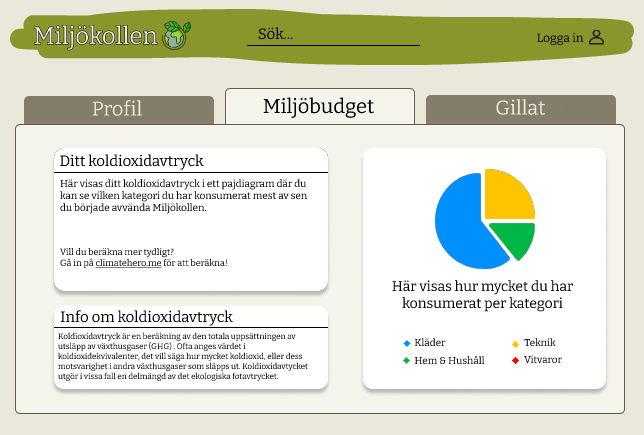 Miljökollen
Sök...
Logga in
Profil
Miljöbudget
Gillat
Ditt koldioxidavtryck
Här visas ditt koldioxidavtryck i ett pajdiagram där du
kan se vilken kategori du har konsumerat mest av sen
du började avvända Miljökollen.
Vill du beräkna mer tydligt?
Gå in på climatehero.me för att beräkna!
Info om koldioxidavtryck
Koldioxidavtryck är en beräkning av den totala uppsättningen av
utsläpp av växthusgaser (GHG) . Ofta anges värdet i
koldioxidekvivalenter, det vill säga hur mycket koldioxid, eller dess
motsvarighet i andra växthusgaser som släpps ut. Koldioxidavtycket
utgör i vissa fall en delmängd av det ekologiska fotavtrycket.
Här visas hur mycket du har
konsumerat per kategori
Kläder
Teknik
Hem & Hushåll
Vitvaror